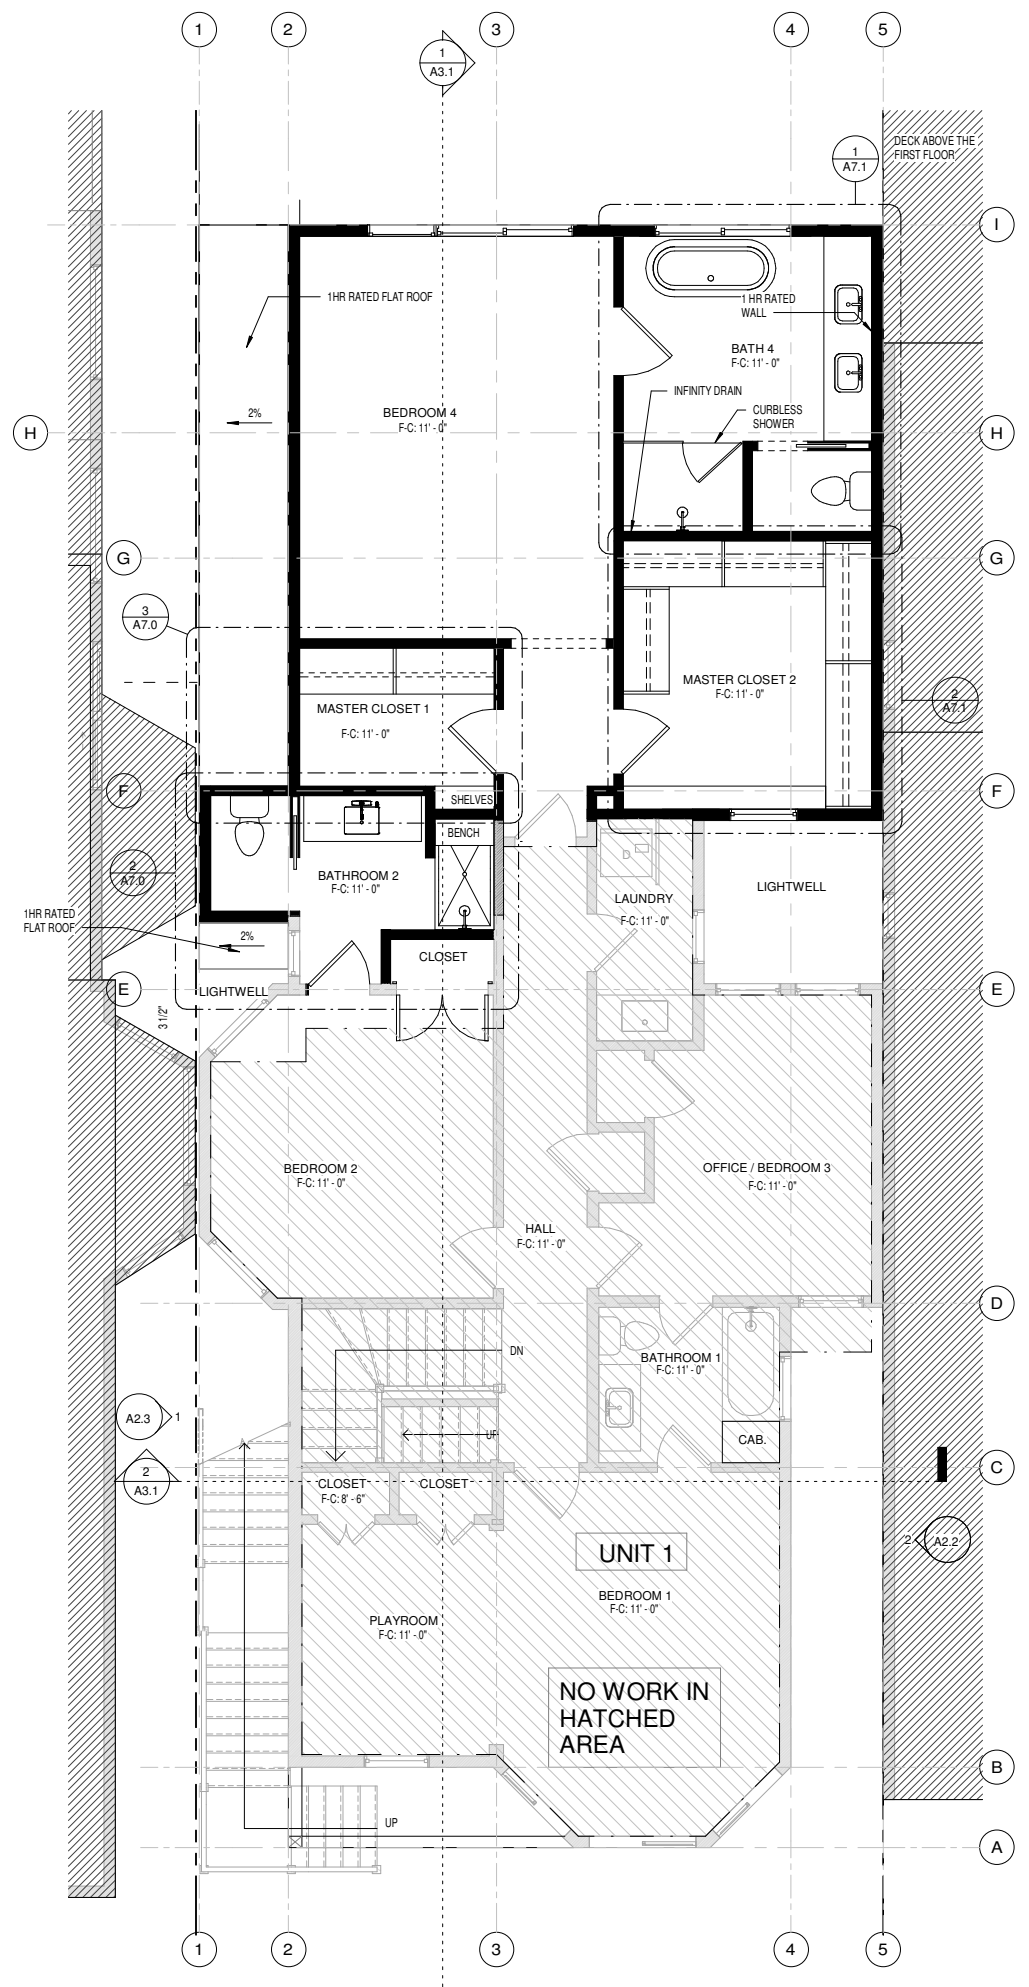 1
2
3
4
5
1
A3.1
DECK ABOVE THE
FIRST FLOOR
1
A7.1
I
1HR RATED FLAT ROOF
1 HR RATED
WALL
BATH 4
F-C: 11' - 0"
INFINITY DRAIN
2%
BEDROOM 4
F-C: 11' - 0"
CURBLESS
SHOWER
H
H
G
G
3
A7.0
MASTER CLOSET 2
F-C: 11' - 0"
2
A7.1
MASTER CLOSET 1
F-C: 11' - 0"
F
F
SHELVES
BENCH
D
2
A7.0
BATHROOM 2
F-C: 11' - 0"
LAUNDRY
F-C: 11' - 0"
LIGHTWELL
1HR RATED
FLAT ROOF
2%
CLOSET
E
LIGHTWELL
E
3 1/2"
BEDROOM 2
F-C: 11' - 0"
OFFICE / BEDROOM 3
F-C: 11' - 0"
HALL
F-C: 11' - 0"
D
DN
BATHROOM 1
F-C: 11' - 0"
A2.3
1
UP
CAB.
2
A3.1
C
CLOSET
F-C: 8' - 6"
CLOSET
UNIT 1
2
A2.2
BEDROOM 1
F-C: 11' - 0"
PLAYROOM
F-C: 11' - 0"
NO WORK IN
HATCHED
AREA
B
UP
A
1
2
3
4
5